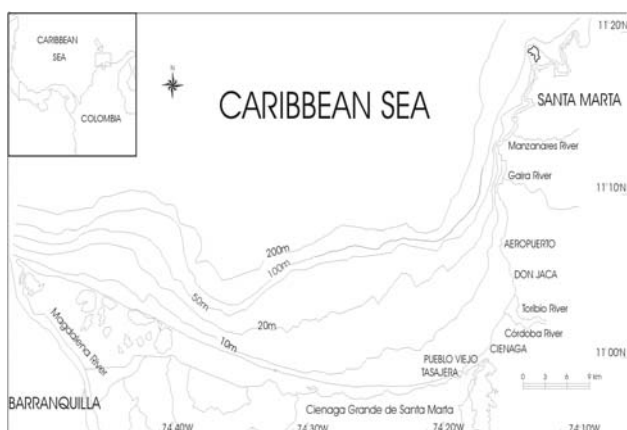 CARIBBEAN
SEA
COLOMBIA
N
CARIBBEAN SEA
11°20'N
SANTA MARTA
Manzanares River
Gaira River
11°10'N
200m
100m
50m
20m
10m
AEROPUERTO
DON JACA
Toribio River
Córdoba River
CIENAGA
11°00'N
PUEBLO VIEJO
TASAJERA
Magdalena River
0 3 6 9 km
BARRANQUILLA
Cienaga Grande de Santa Marta
74°40'W
74°30'W
74°20'W
74°10'W